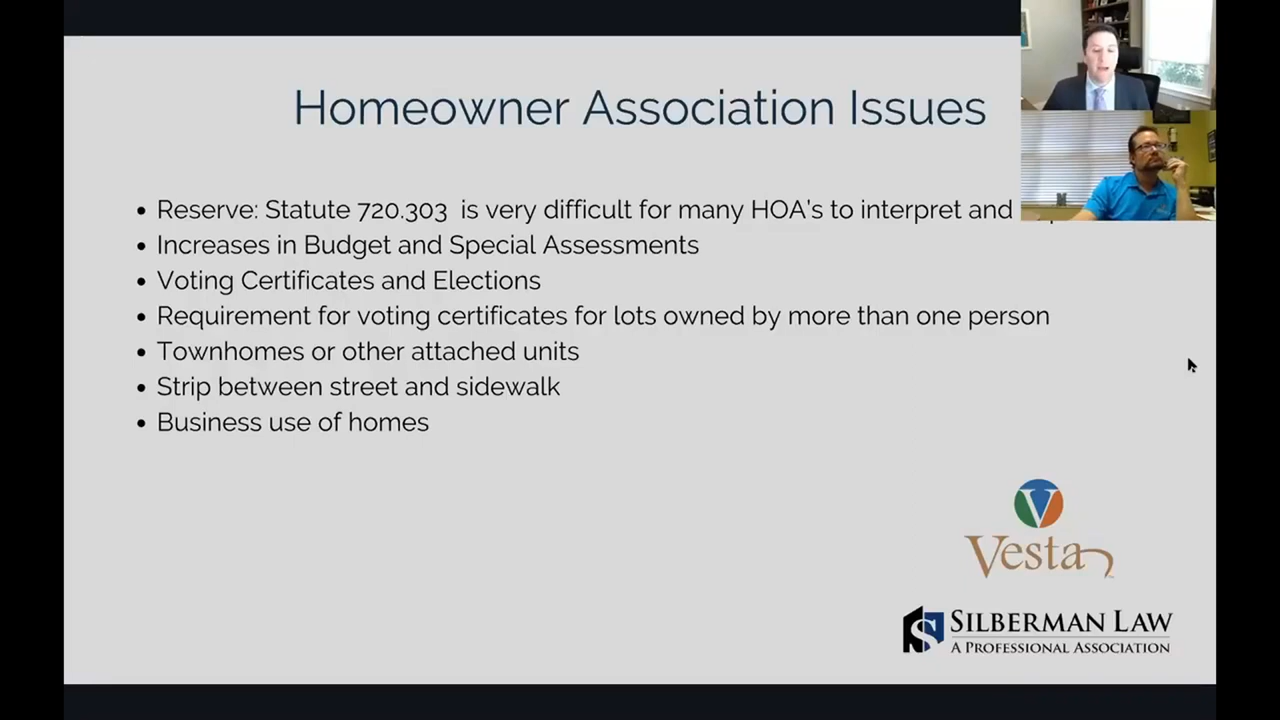 Homeowner Association Issues
• Reserve: Statute 720.303 is very difficult for many HOA's to interpret and
• Increases in Budget and Special Assessments
• Voting Certificates and Elections
• Requirement for voting certificates for lots owned by more than one person
• Townhomes or other attached units
• Strip between street and sidewalk
• Business use of homes
V
Vesta
S
SILBERMAN LAW
A PROFESSIONAL ASSOCIATION